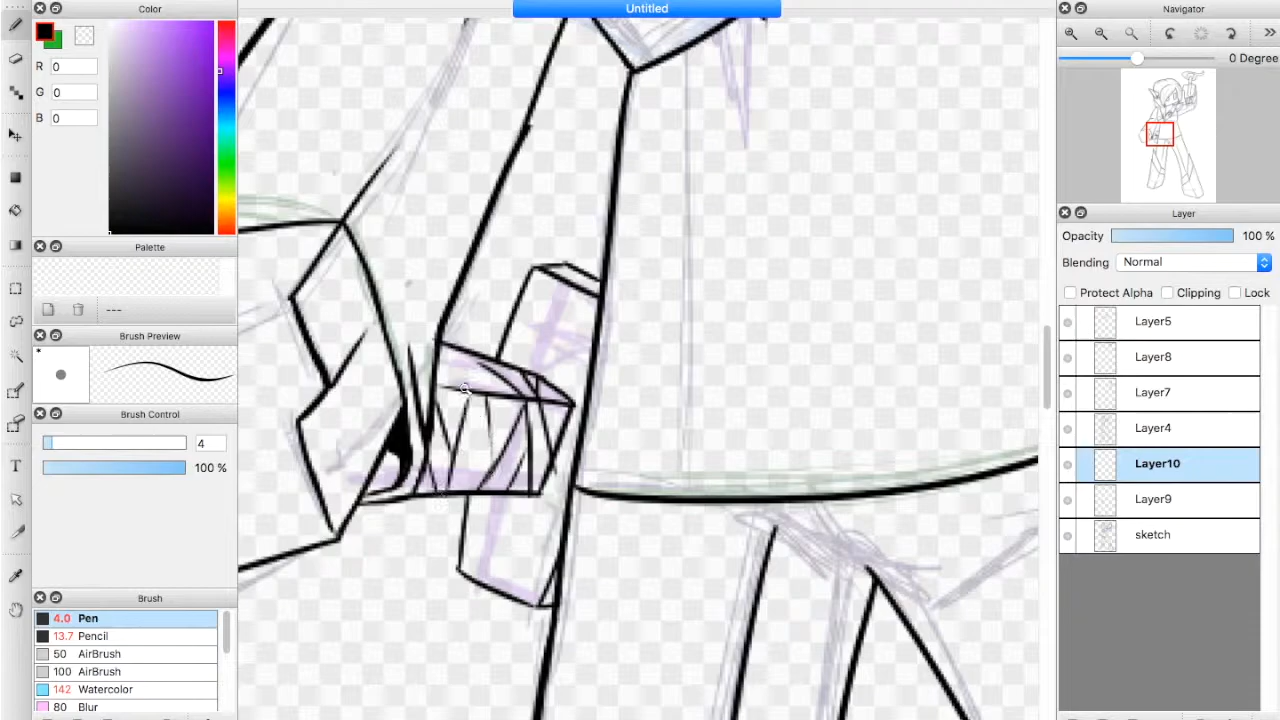 Untitled
Color
R 0
G 0
B 0
Palette
---
Brush Preview
*
Brush Control
4
100 %
Brush
4.0 Pen
13.7 Pencil
50 AirBrush
100 AirBrush
142 Watercolor
80 Blur
T
Navigator
0 Degree
Layer
Opacity 100 %
Blending Normal
Protect Alpha Clipping Lock
Layer5
Layer8
Layer7
Layer4
Layer10
Layer9
sketch